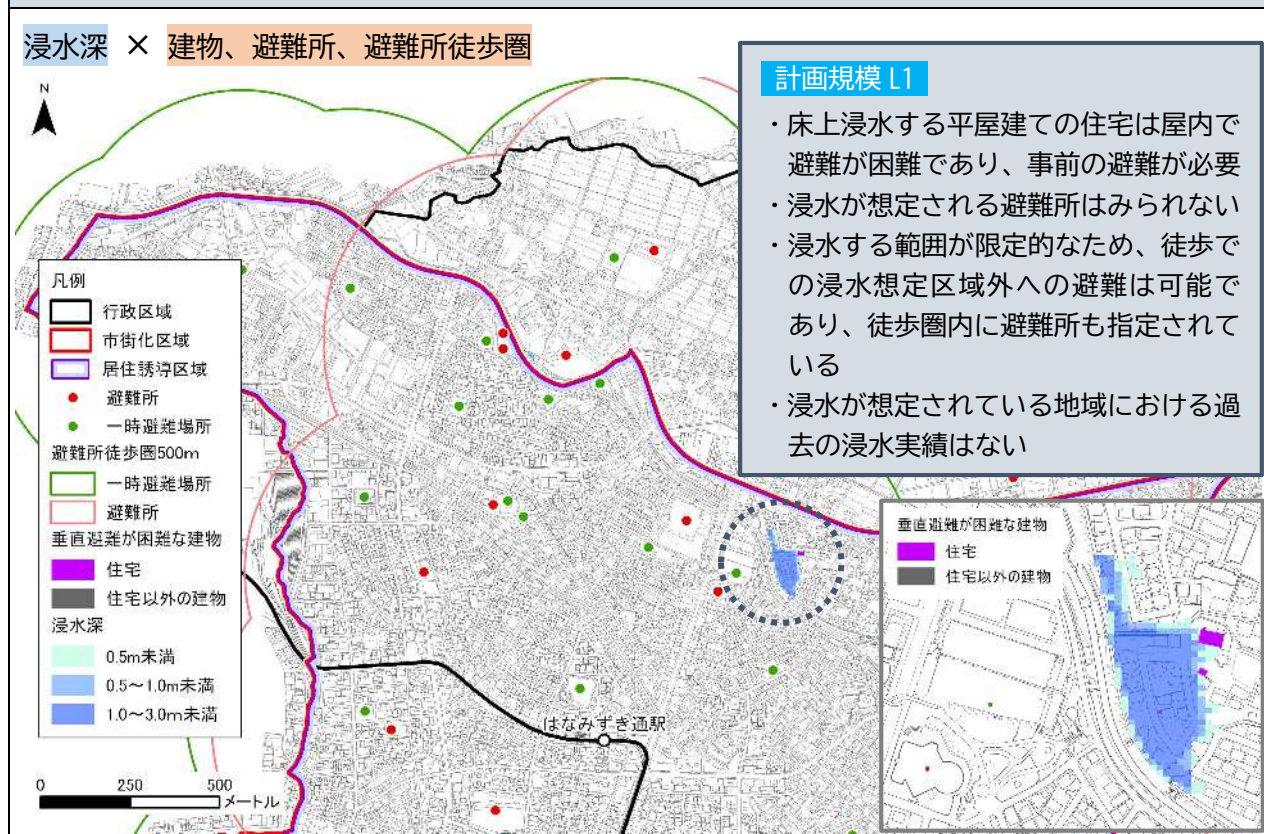 浸水深 × 建物、避難所、避難所徒歩圏
計画規模 L1
・床上浸水する平屋建ての住宅は屋内で
避難が困難であり、事前の避難が必要
・浸水が想定される避難所はみられない
・浸水する範囲が限定的なため、徒歩で
の浸水想定区域外への避難は可能で
あり、徒歩圏内に避難所も指定されて
いる
・浸水が想定されている地域における過
去の浸水実績はない
N
凡例
行政区域
市街化区域
居住誘導区域
避難所
一時避難場所
避難所徒歩圏500m
一時避難場所
避難所
垂直避難が困難な建物
住宅
住宅以外の建物
浸水深
0.5m未満
0.5～1.0m未満
1.0～3.0m未満
0 250 500
メートル
はなみずき通駅
垂直避難が困難な建物
住宅
住宅以外の建物